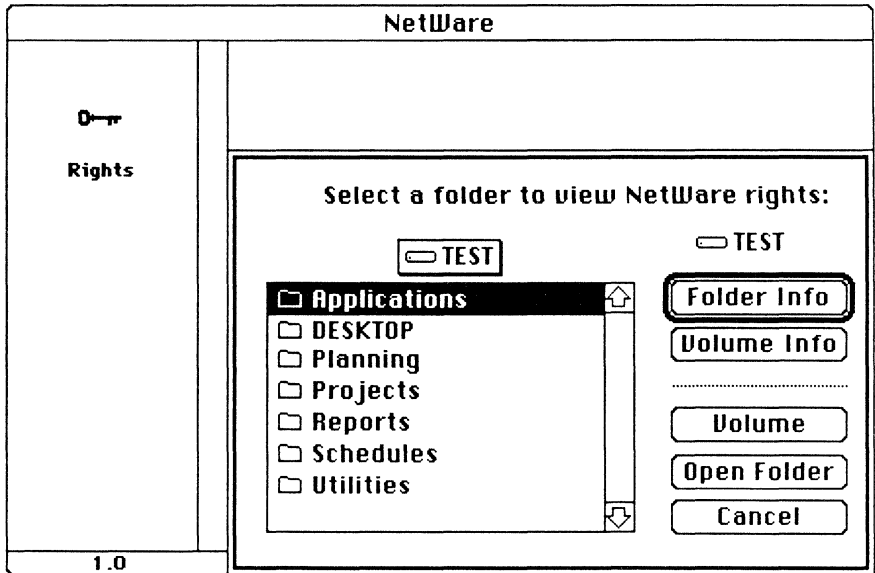 NetWare
Rights
Select a folder to view NetWare rights:
TEST
TEST
Applications
DESKTOP
Planning
Projects
Reports
Schedules
Utilities
Folder Info
Volume Info
Volume
Open Folder
Cancel
1.0